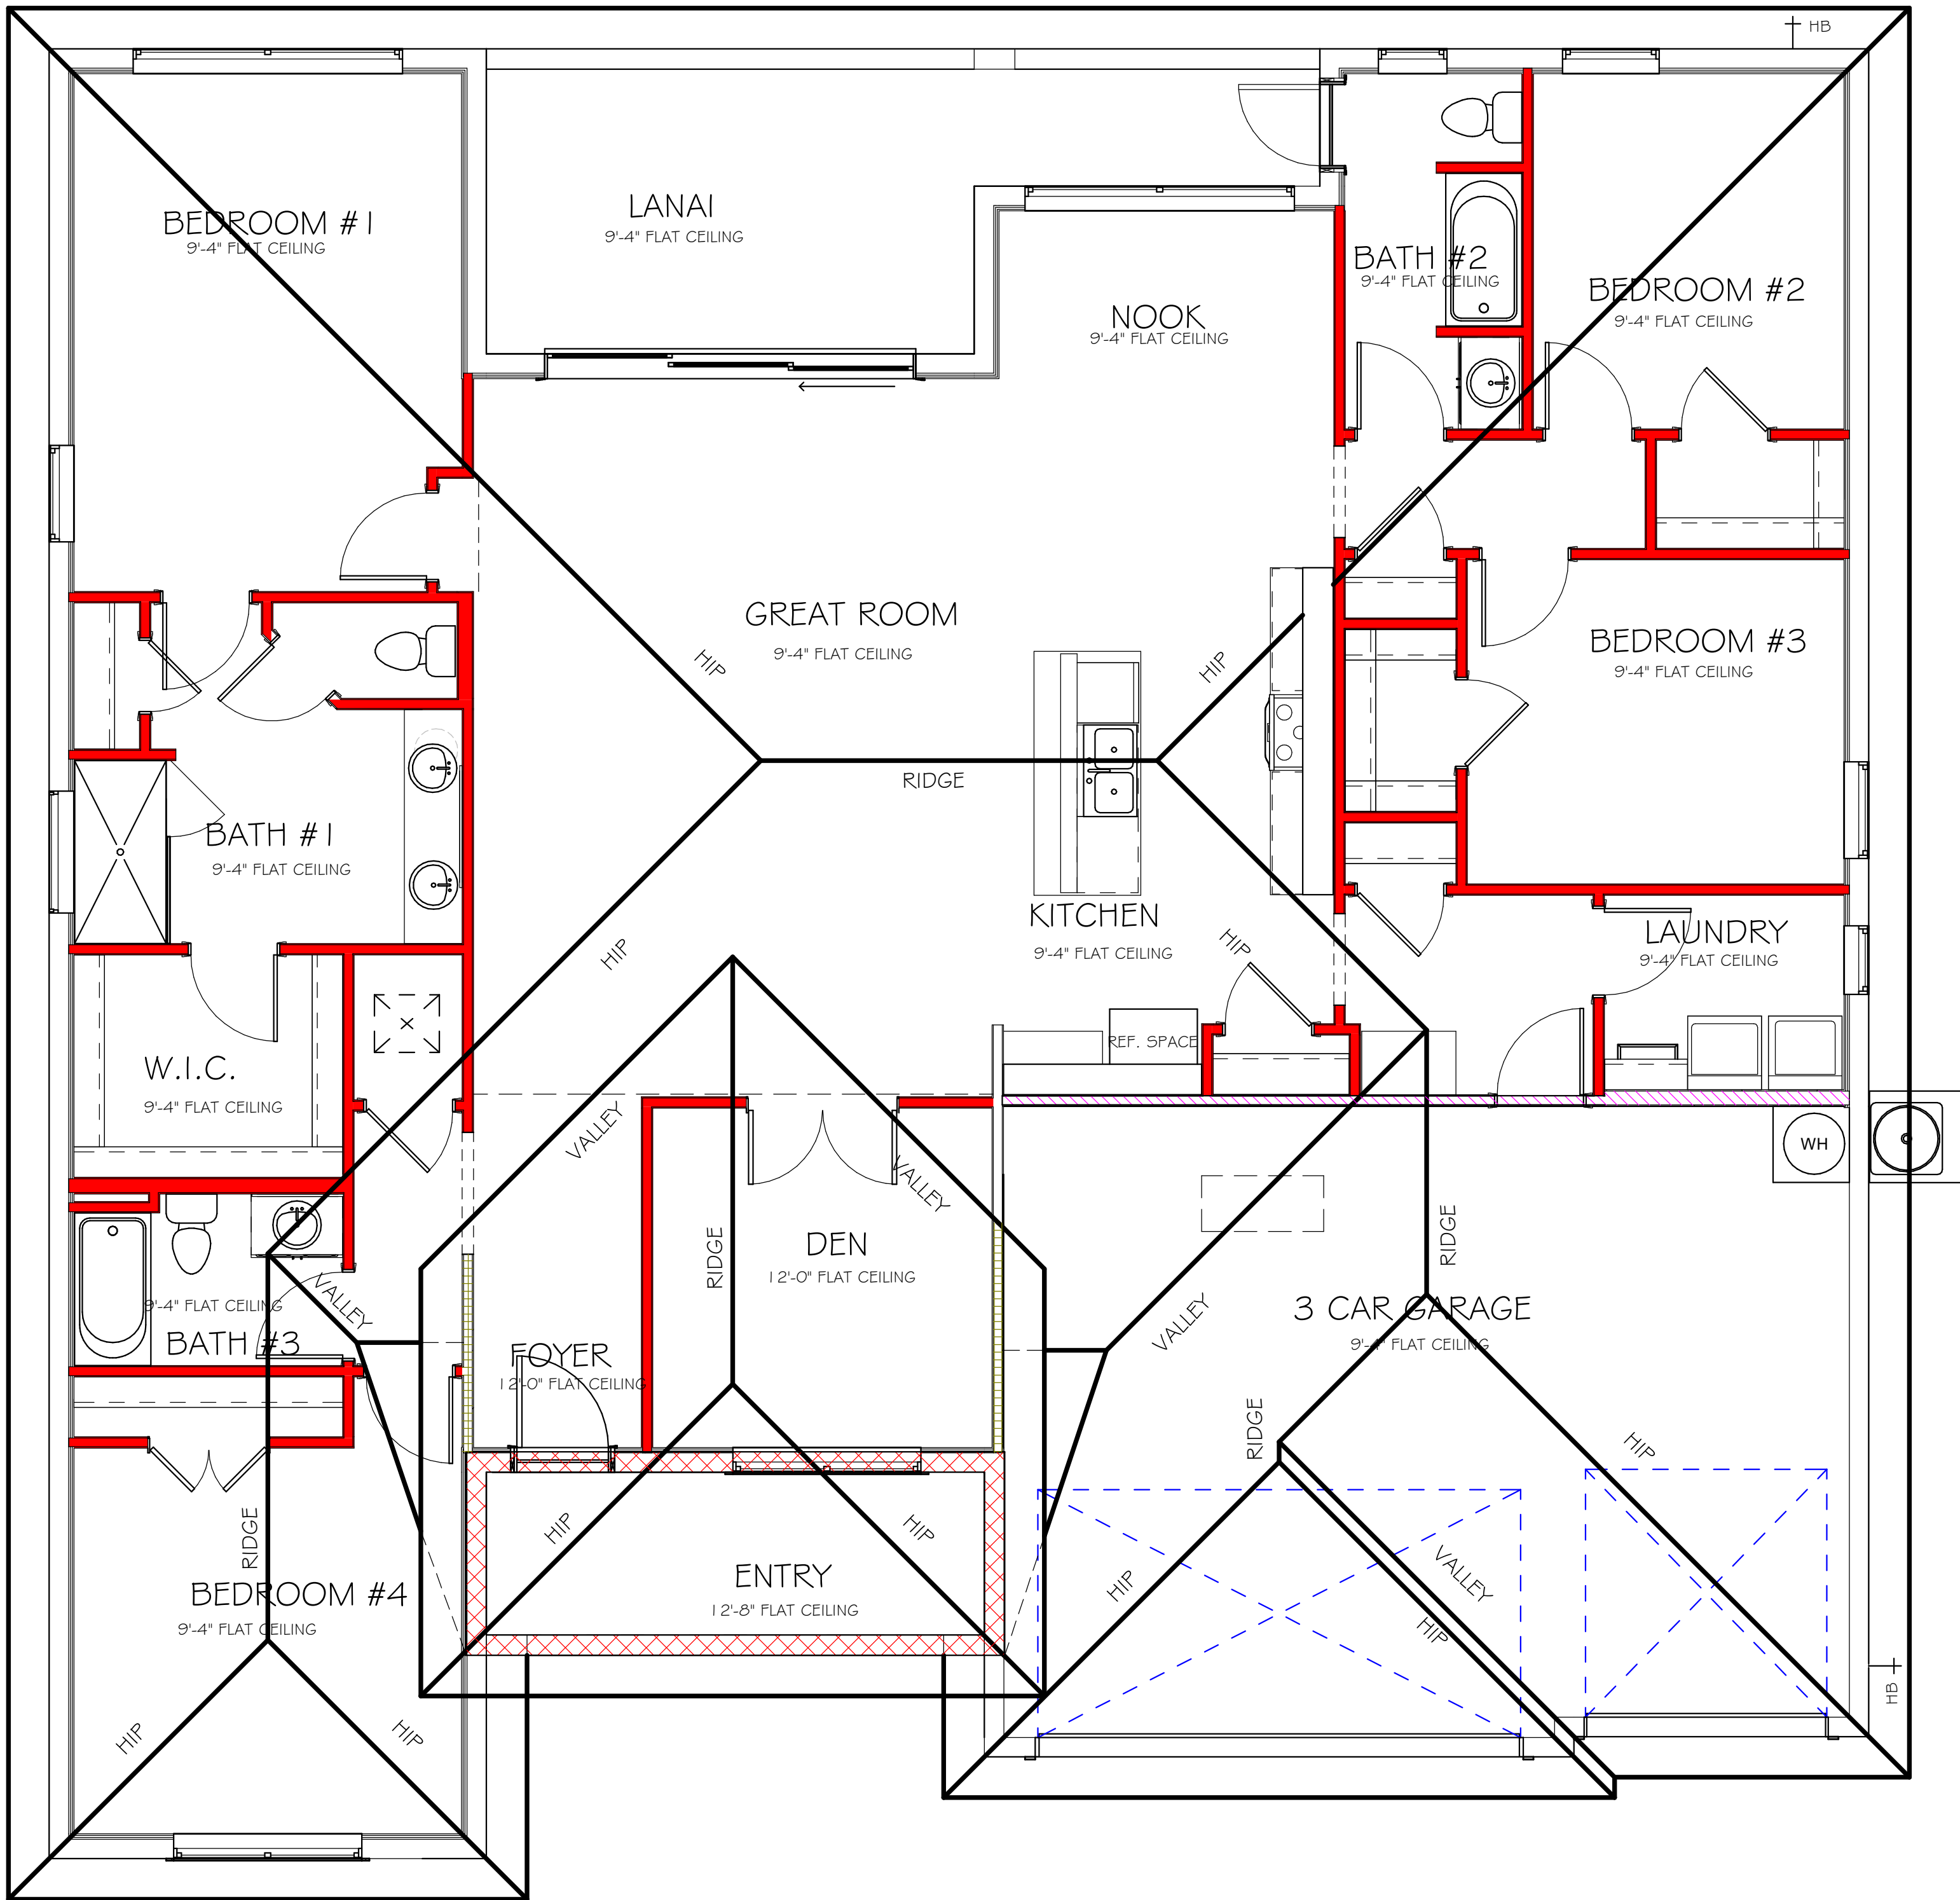 HB
BEDROOM #1
9'-4" FLAT CEILING
LANAI
9'-4" FLAT CEILING
BATH #2
9'-4" FLAT CEILING
BEDROOM #2
9'-4" FLAT CEILING
NOOK
9'-4" FLAT CEILING
GREAT ROOM
9'-4" FLAT CEILING
HIP
HIP
BEDROOM #3
9'-4" FLAT CEILING
RIDGE
BATH #1
9'-4" FLAT CEILING
KITCHEN
9'-4" FLAT CEILING
HIP
HIP
LAUNDRY
9'-4" FLAT CEILING
REF. SPACE
W.I.C.
9'-4" FLAT CEILING
VALLEY
VALLEY
WH
RIDGE
DEN
12'-0" FLAT CEILING
RIDGE
9'-4" FLAT CEILING
BATH #3
VALLEY
FOYER
12'-0" FLAT CEILING
VALLEY
3 CAR GARAGE
9'-4" FLAT CEILING
RIDGE
HIP
RIDGE
HIP
HIP
BEDROOM #4
9'-4" FLAT CEILING
ENTRY
12'-8" FLAT CEILING
HIP
VALLEY
HIP
HB
HIP
HIP